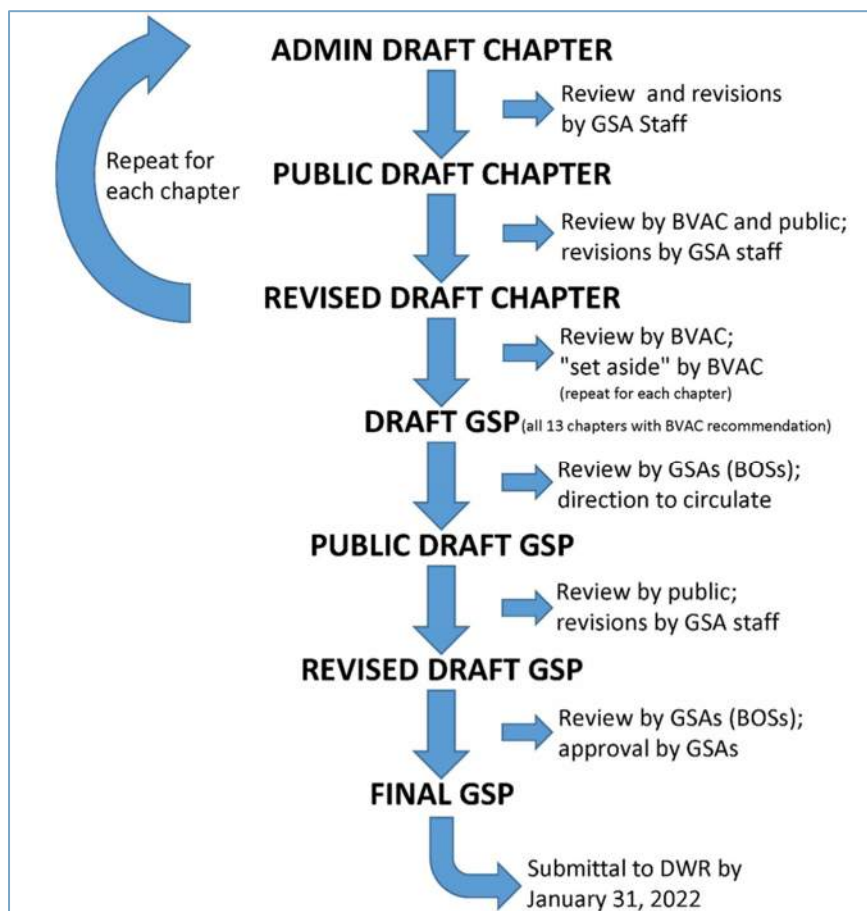 ADMIN DRAFT CHAPTER
Review and revisions
by GSA Staff
Repeat for
each chapter
PUBLIC DRAFT CHAPTER
Review by BVAC and public;
revisions by GSA staff
REVISED DRAFT CHAPTER
Review by BVAC;
"set aside" by BVAC
(repeat for each chapter)
DRAFT GSP (all 13 chapters with BVAC recommendation)
Review by GSAs (BOSs);
direction to circulate
PUBLIC DRAFT GSP
Review by public;
revisions by GSA staff
REVISED DRAFT GSP
Review by GSAs (BOSs);
approval by GSAs
FINAL GSP
Submittal to DWR by
January 31, 2022